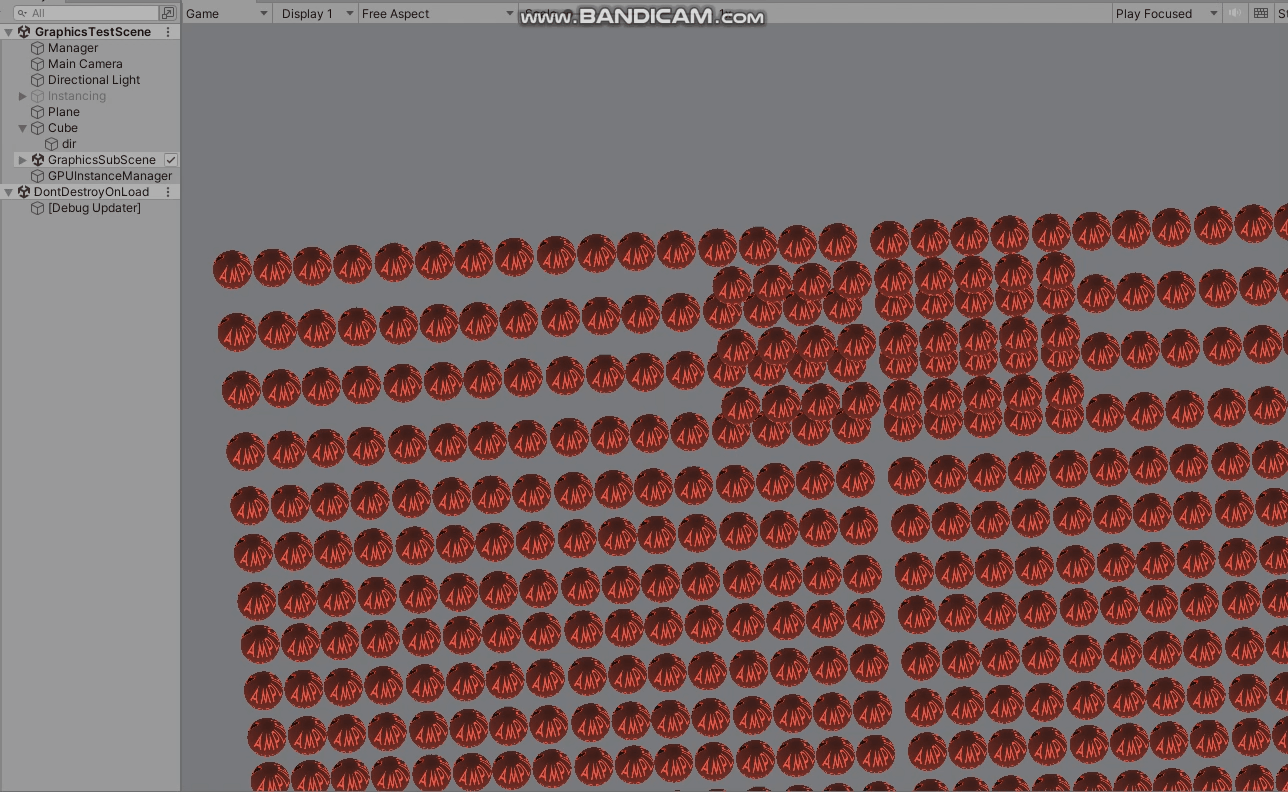 All
GraphicsTestScene
Manager
Main Camera
Directional Light
Instancing
Plane
Cube
dir
GraphicsSubScene
GPUInstanceManager
DontDestroyOnLoad
[Debug Updater]
Game Display 1 Free Aspect Play Focused
www.BANDICAM.com